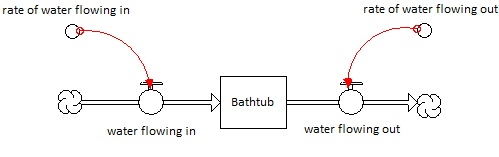 rate of water flowing in
rate of water flowing out
Bathtub
water flowing in
water flowing out